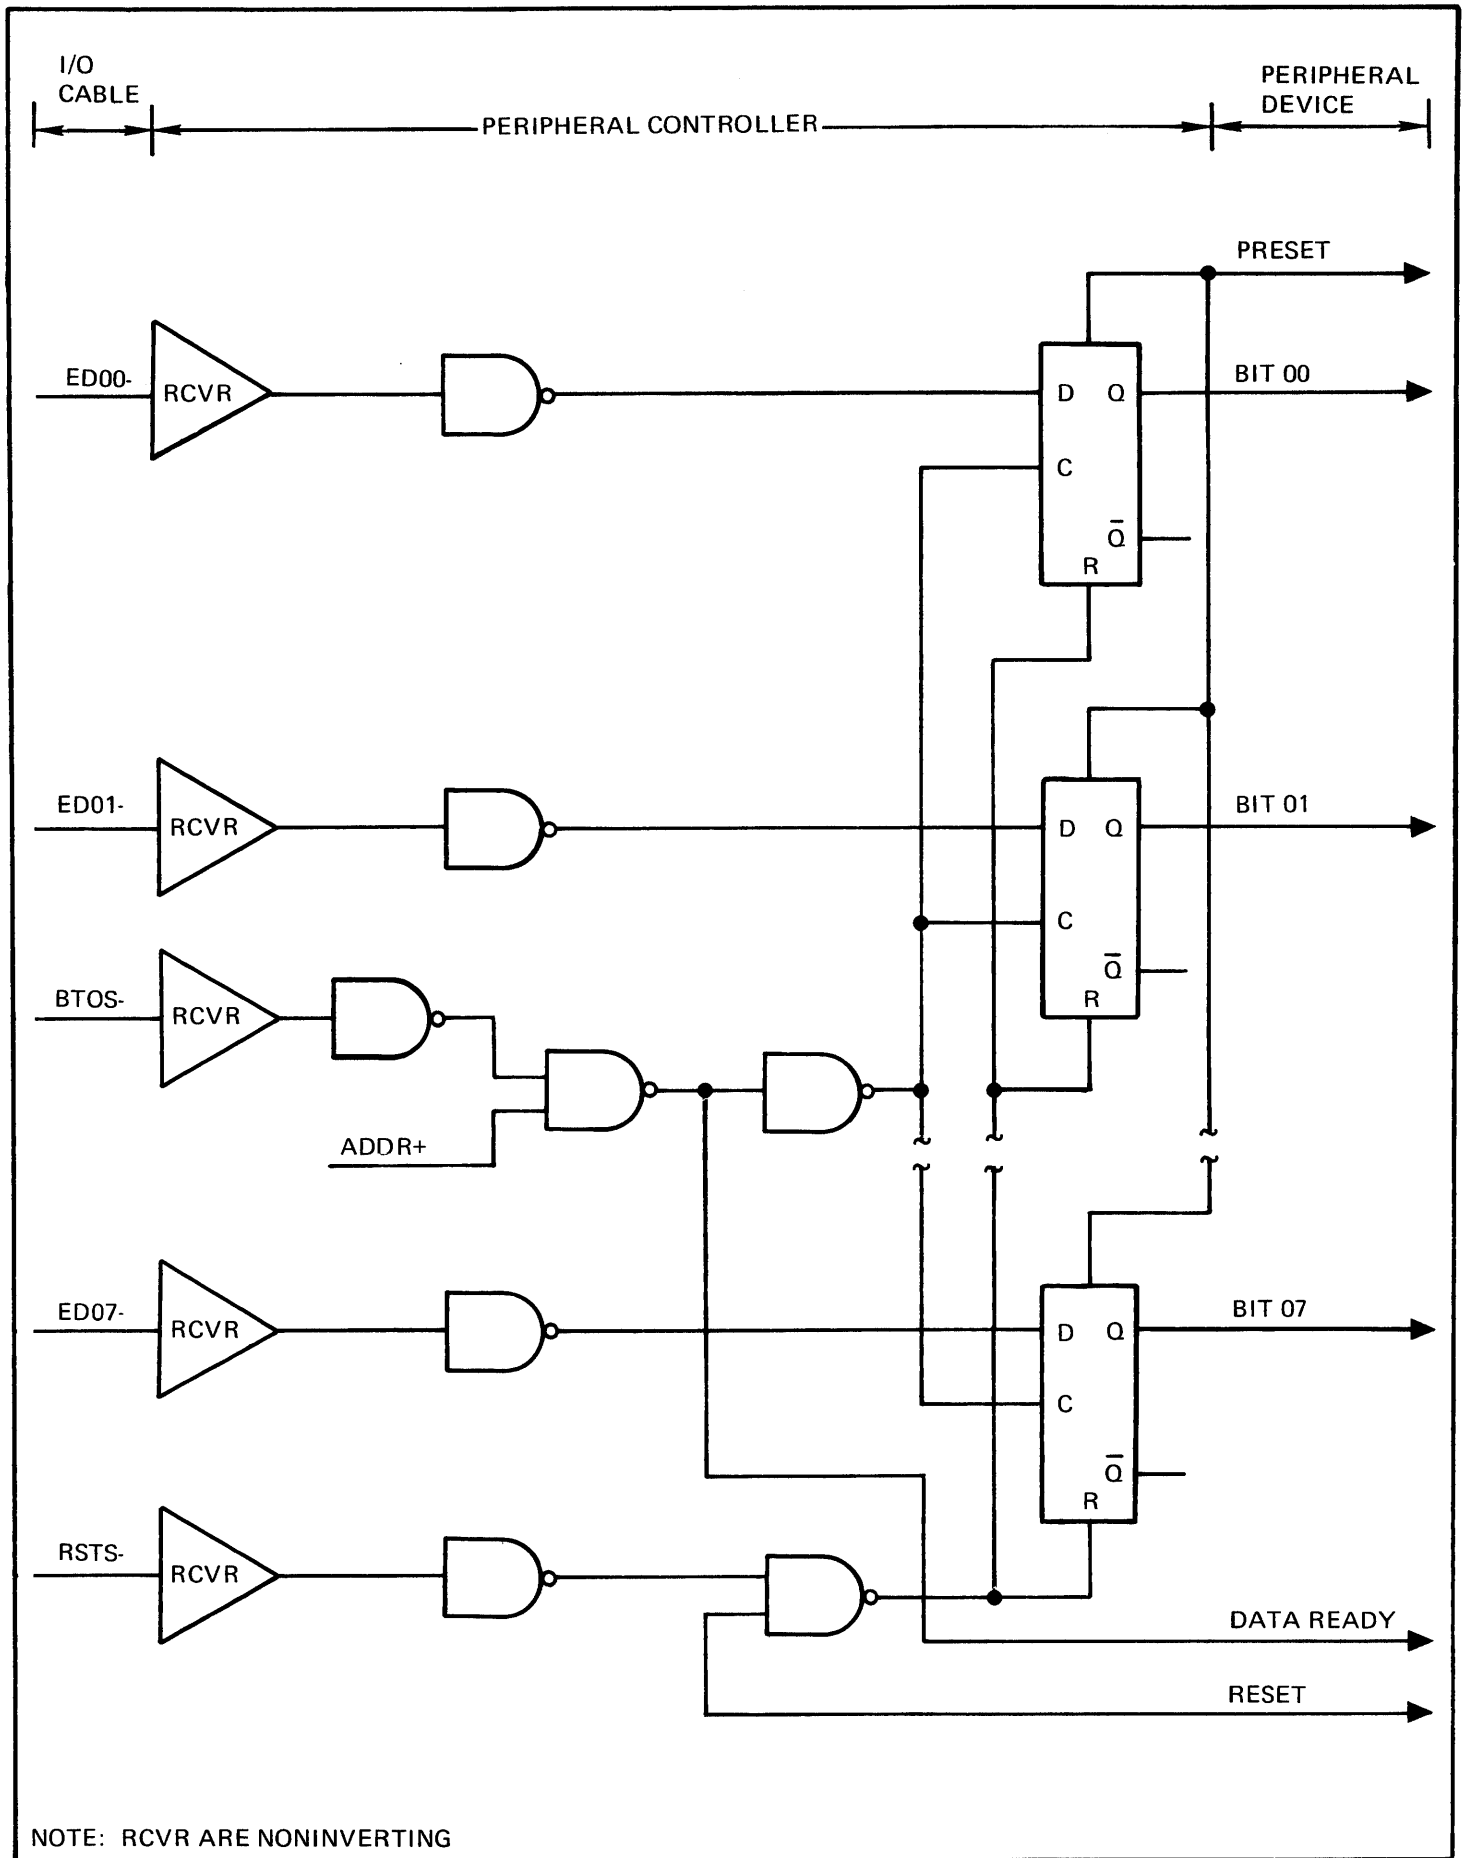 I/O
CABLE
PERIPHERAL CONTROLLER
PERIPHERAL
DEVICE
PRESET
ED00-
RCVR
D
Q
BIT 00
C
Q̅
R
ED01-
RCVR
D
Q
BIT 01
C
Q̅
R
BTOS-
RCVR
ADDR+
ED07-
RCVR
D
Q
BIT 07
C
Q̅
R
RSTS-
RCVR
DATA READY
RESET
NOTE: RCVR ARE NONINVERTING